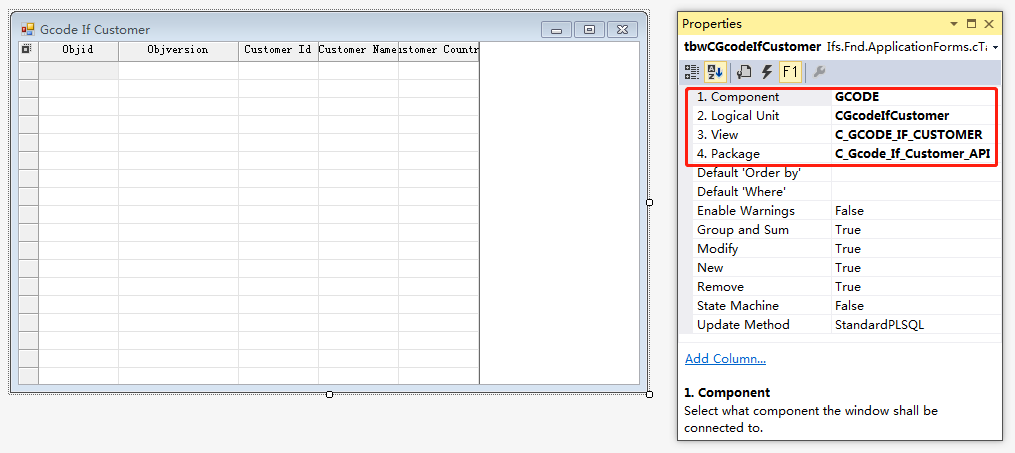 Gcode If Customer
Objid Objversion Customer Id Customer Name ustomer Countr
Properties
tbwCGcodeIfCustomer Ifs.Fnd.ApplicationForms.cTa
F1
1. Component GCODE
2. Logical Unit CGcodeIfCustomer
3. View C_GCODE_IF_CUSTOMER
4. Package C_Gcode_If_Customer_API
Default 'Order by'
Default 'Where'
Enable Warnings False
Group and Sum True
Modify True
New True
Remove True
State Machine False
Update Method StandardPLSQL
Add Column...
1. Component
Select what component the window shall be
connected to.